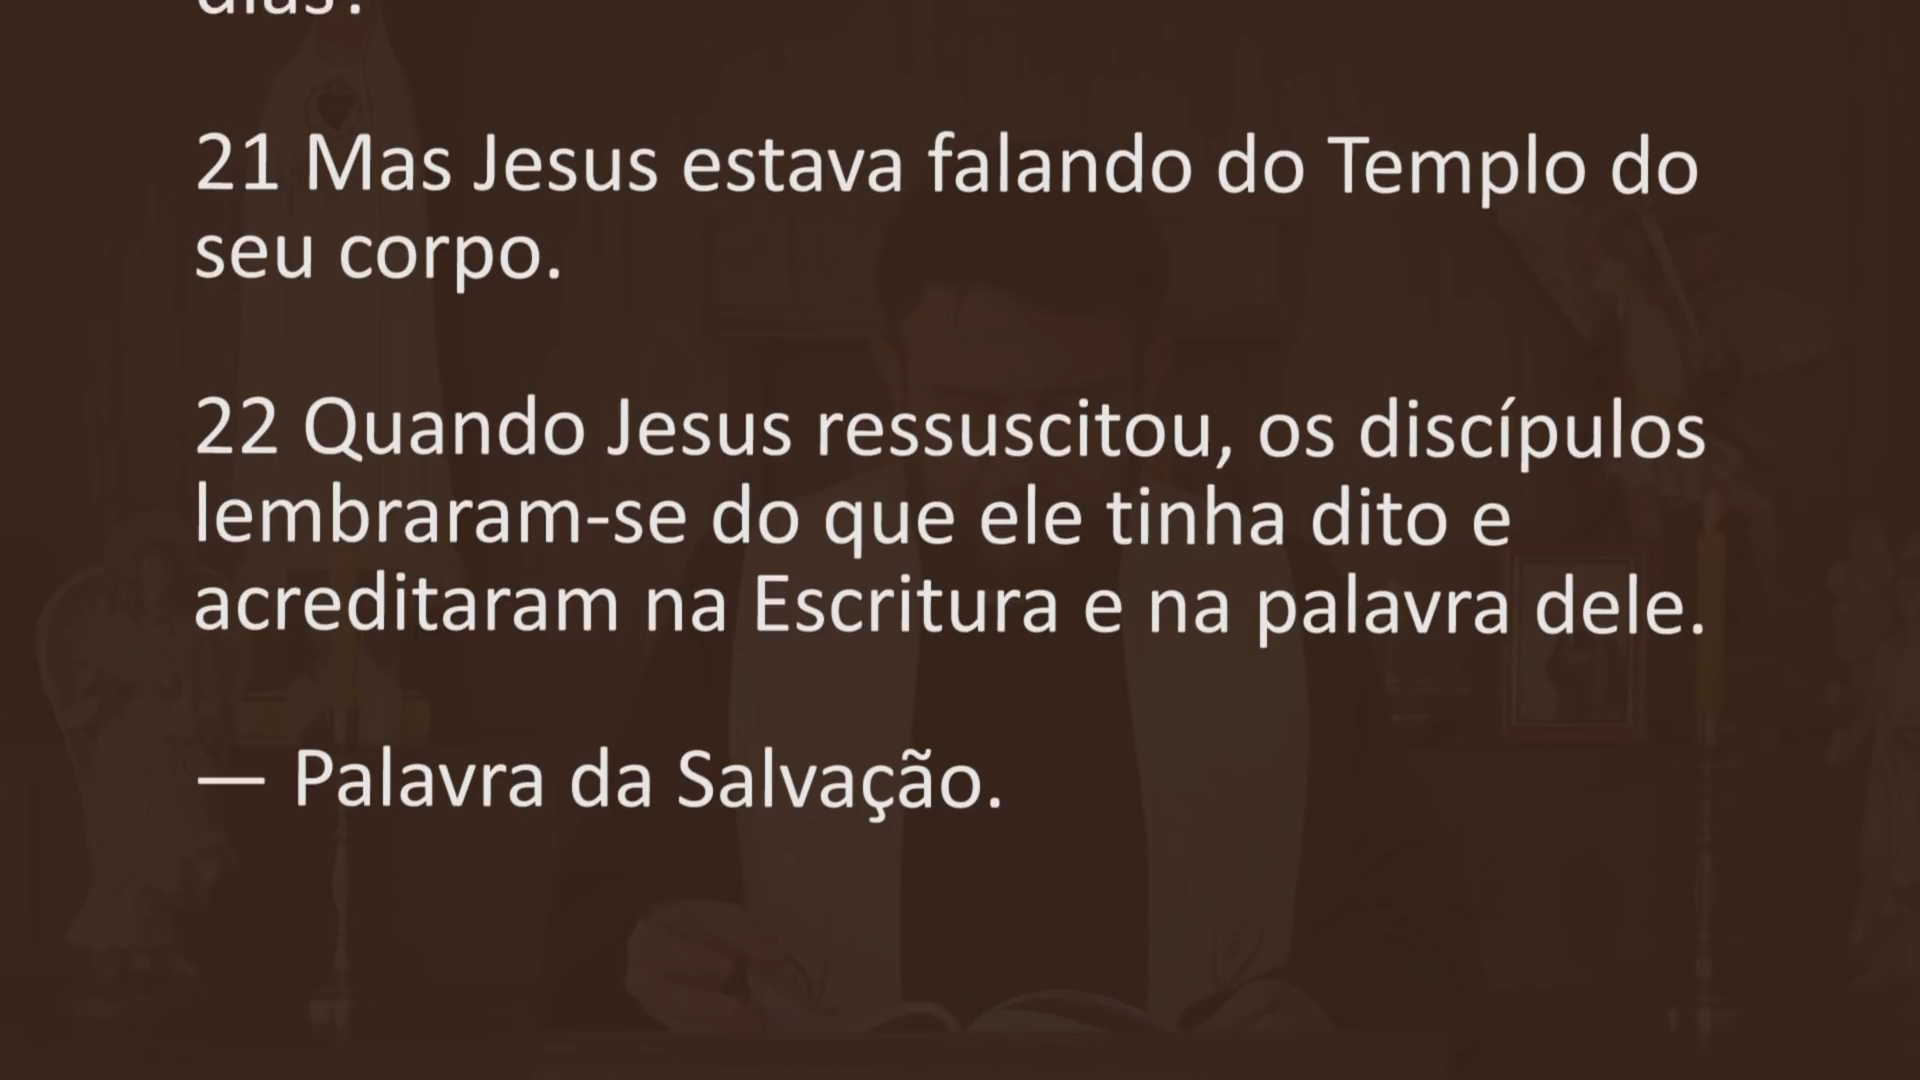 dias?
21 Mas Jesus estava falando do Templo do
seu corpo.
22 Quando Jesus ressuscitou, os discípulos
lembraram-se do que ele tinha dito e
acreditaram na Escritura e na palavra dele.
— Palavra da Salvação.